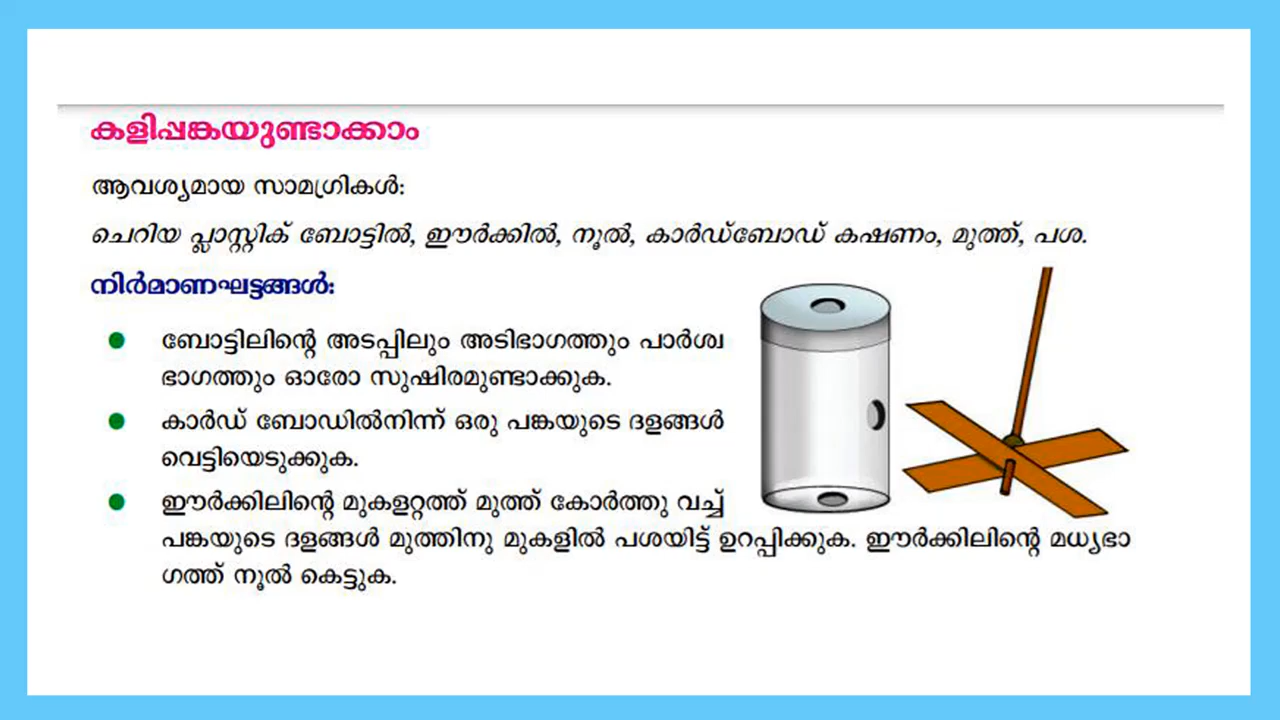 കളിപ്പങ്കയുണ്ടാക്കാം
ആവശ്യമായ സാമഗ്രികൾ:
ചെറിയ പ്ലാസ്റ്റിക് ബോട്ടിൽ, ഈർക്കിൽ, നൂൽ, കാർഡ്ബോഡ് കഷണം, മുത്ത്, പശ.
നിർമാണഘട്ടങ്ങൾ:
ബോട്ടിലിന്റെ അടപ്പിലും അടിഭാഗത്തും പാർശ്വ
ഭാഗത്തും ഓരോ സുഷിരമുണ്ടാക്കുക.
കാർഡ് ബോഡിൽനിന്ന് ഒരു പങ്കയുടെ ദളങ്ങൾ
വെട്ടിയെടുക്കുക.
ഈർക്കിലിന്റെ മുകളറ്റത്ത് മുത്ത് കോർത്തു വച്ച്
പങ്കയുടെ ദളങ്ങൾ മുത്തിനു മുകളിൽ പശയിട്ട് ഉറപ്പിക്കുക. ഈർക്കിലിന്റെ മധ്യഭാ
ഗത്ത് നൂൽ കെട്ടുക.